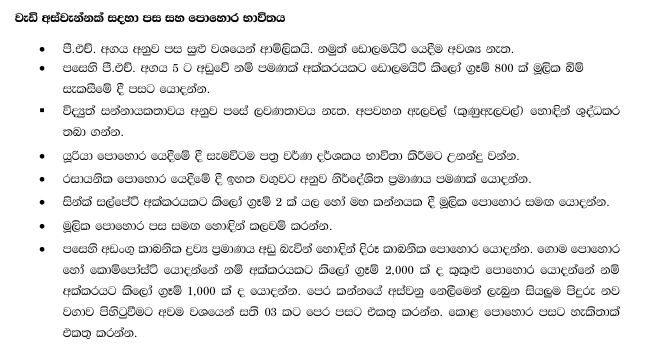 වැඩි අස්වැන්නක් සඳහා පස සහ පොහොර භාවිතය
• පී.එච්. අගය අනුව පස සුළු වශයෙන් ආම්ලිකයි. නමුත් ඩොලමයිට් යෙදීම අවශ්‍ය නැත.
• පසෙහි පී.එච්. අගය 5 ට අඩුවේ නම් පමණක් අක්කරයකට ඩොලමයිට් කිලෝ ග්‍රෑම් 800 ක් මූලික බිම්
සැකසීමේ දී පසට යොදන්න.
▪ විද්‍යුත් සන්නායකතාවය අනුව පසේ ලවණතාවය නැත. අපවහන ඇලවල් (කුණුඇලවල්) හොඳින් ශුද්ධකර
තබා ගන්න.
• යූරියා පොහොර යෙදීමේ දී සැමවිටම පත්‍ර වර්ණ දර්ශකය භාවිතා කිරීමට උනන්දු වන්න.
• රසායනික පොහොර යෙදීමේ දී ඉහත වගුවට අනුව නිර්දේශිත ප්‍රමාණය පමණක් යොදන්න.
• සින්ක් සල්පේට් අක්කරයකට කිලෝ ග්‍රෑම් 2 ක් යල හෝ මහ කන්නයක දී මූලික පොහොර සමඟ යොදන්න.
• මූලික පොහොර පස සමඟ හොඳින් කලවම් කරන්න.
• පසෙහි අඩංගු කාබනික ද්‍රව්‍ය ප්‍රමාණය අඩු බැවින් හොඳින් දිරූ කාබනික පොහොර යොදන්න. ගොම පොහොර
හෝ කොම්පෝස්ට් යොදන්නේ නම් අක්කරයකට කිලෝ ග්‍රෑම් 2,000 ක් ද කුකුළු පොහොර යොදන්නේ නම්
අක්කරයට කිලෝ ග්‍රෑම් 1,000 ක් ද යොදන්න. පෙර කන්නයේ අස්වනු නෙලීමෙන් ලැබුන සියලුම පිදුරු නව
වගාව පිහිටුවීමට අවම වශයෙන් සති 03 කට පෙර පසට එකතු කරන්න. කොළ පොහොර පසට හැකිතාක්
එකතු කරන්න.